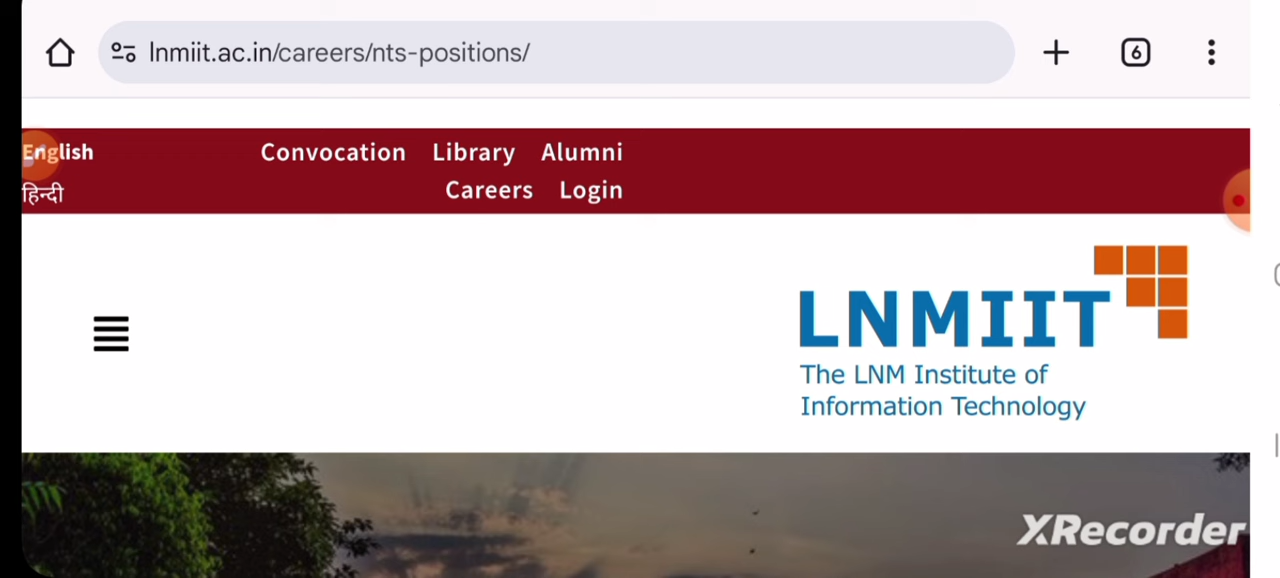 lnmiit.ac.in/careers/nts-positions/
6
English
Convocation Library Alumni
हिन्दी
Careers Login
LNMIIT
The LNM Institute of
Information Technology
XRecorder